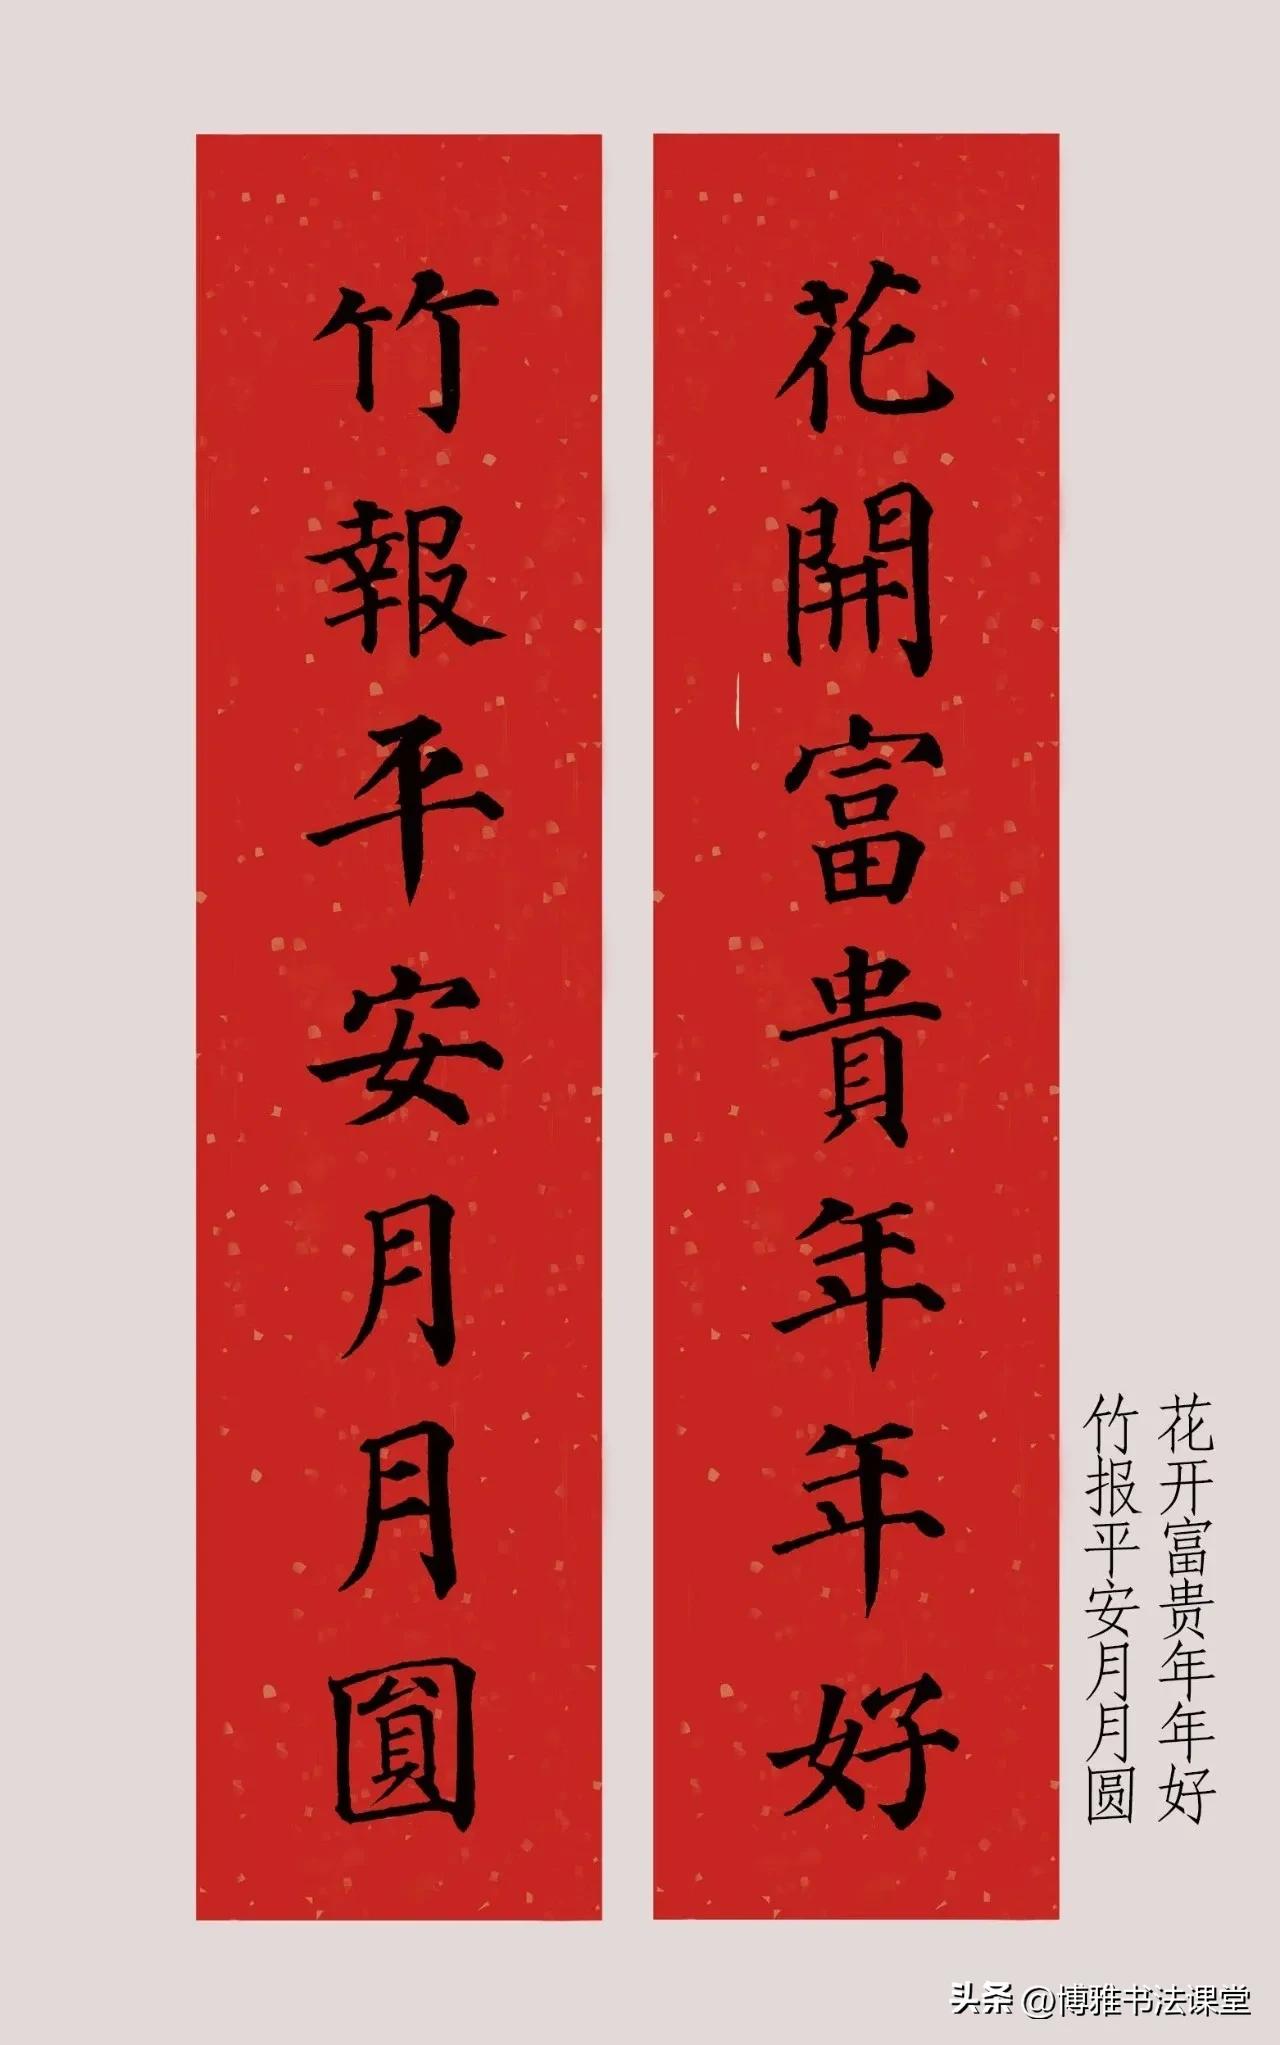 花開富貴年年好
竹報平安月月圓
花开富贵年年好
竹报平安月月圆
头条 @博雅书法课堂